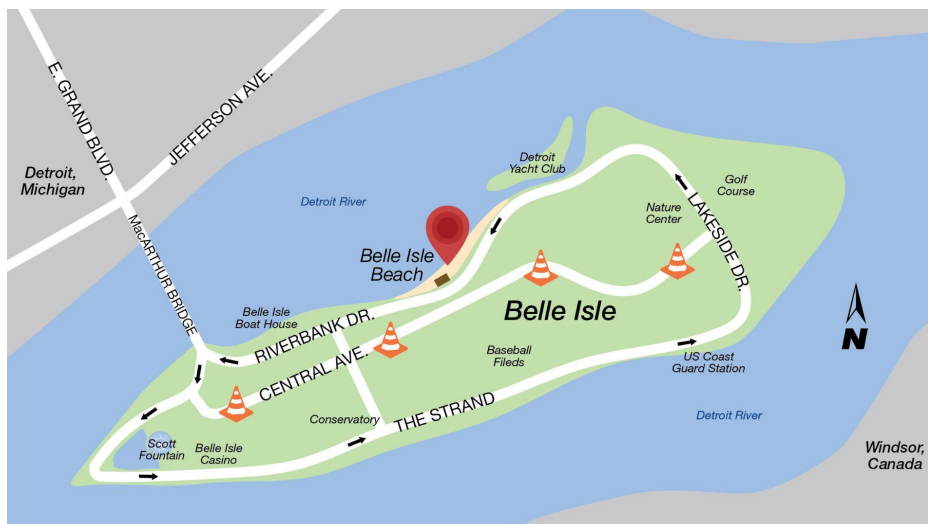 E. GRAND BLVD.
JEFFERSON AVE.
Detroit,
Michigan
MacARTHUR BRIDGE
Detroit River
Detroit
Yacht Club
Golf
Course
Nature
Center
LAKESIDE DR.
Belle Isle
Beach
Belle Isle
Boat House
RIVERBANK DR.
Belle Isle
CENTRAL AVE.
Baseball
Fileds
US Coast
Guard Station
N
Conservatory
THE STRAND
Detroit River
Scott
Fountain
Belle Isle
Casino
Windsor,
Canada